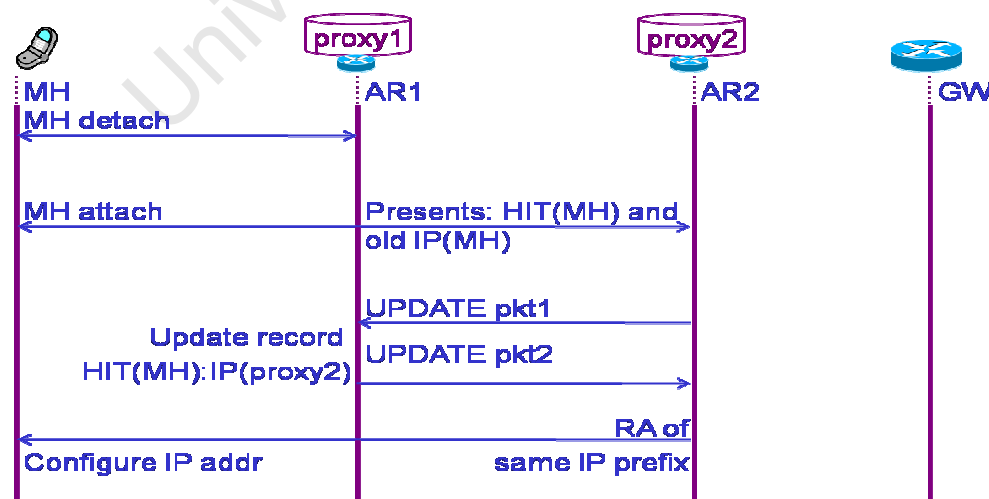 proxy1
proxy2
MH
AR1
AR2
GW
MH detach
MH attach
Presents: HIT(MH) and
old IP(MH)
UPDATE pkt1
Update record
HIT(MH):IP(proxy2)
UPDATE pkt2
RA of
same IP prefix
Configure IP addr
Univ